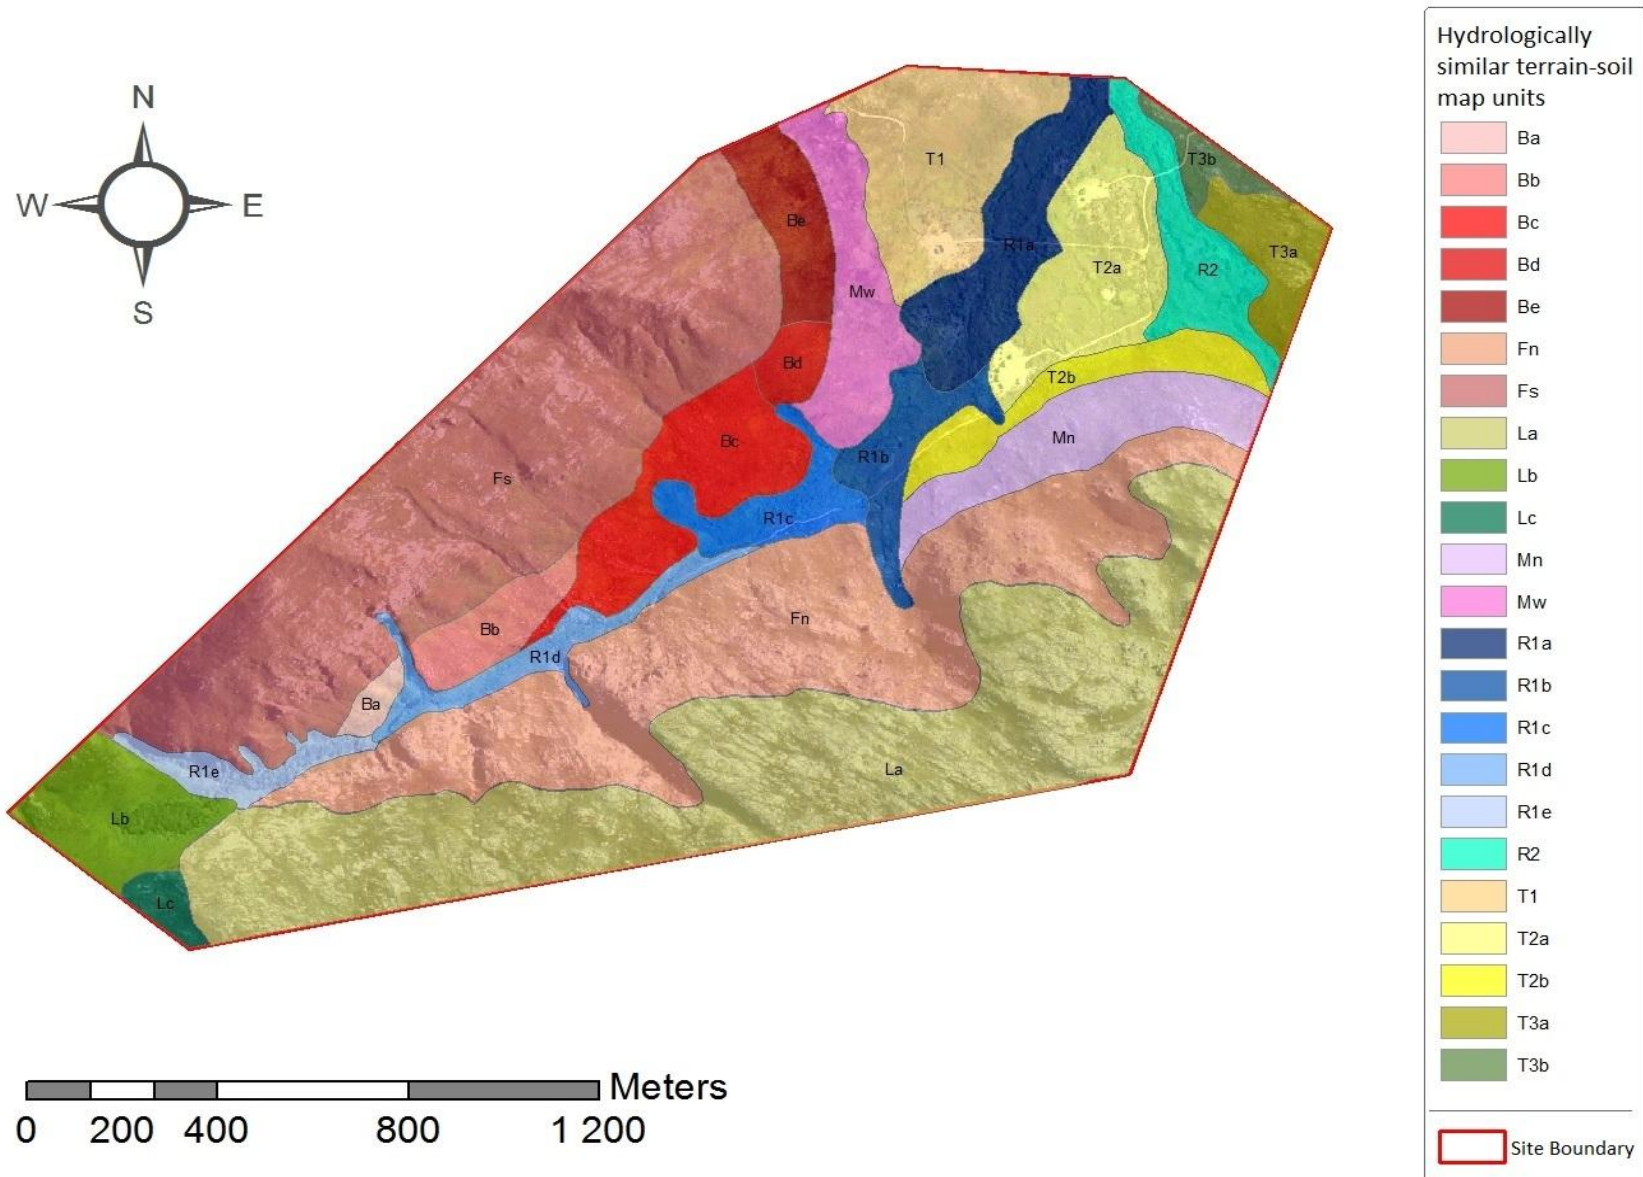 N
W E
S
T1
T3b
Be
R1a
T3a
T2a
R2
Mw
Bd
T2b
Bc
Mn
R1b
Fs
R1c
Fn
Bb
R1d
Ba
R1e
La
Lb
Lc
Meters
0 200 400 800 1 200
Hydrologically
similar terrain-soil
map units
Ba
Bb
Bc
Bd
Be
Fn
Fs
La
Lb
Lc
Mn
Mw
R1a
R1b
R1c
R1d
R1e
R2
T1
T2a
T2b
T3a
T3b
Site Boundary